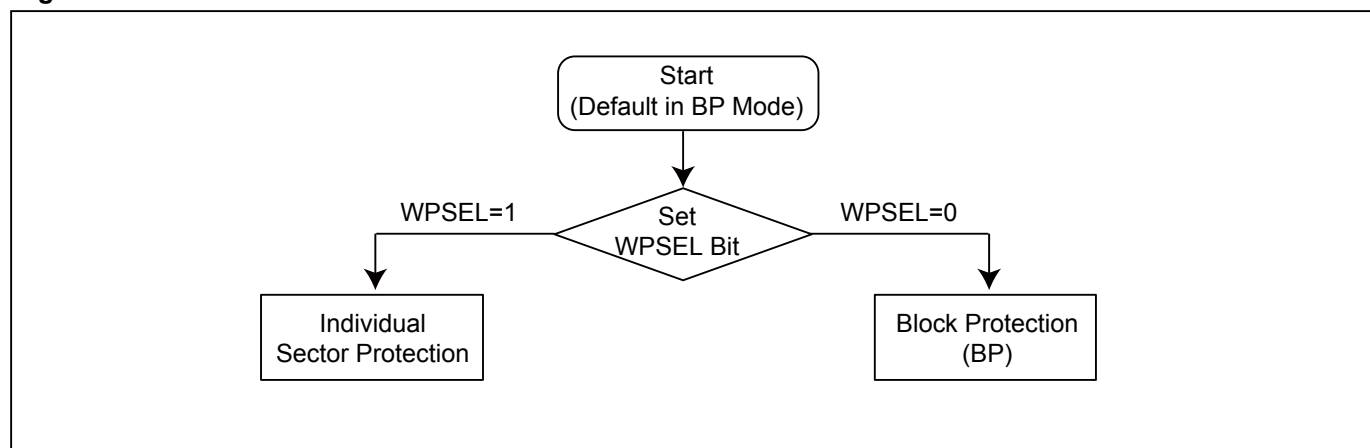 Start
(Default in BP Mode)
WPSEL=1
Set
WPSEL Bit
WPSEL=0
Individual
Sector Protection
Block Protection
(BP)